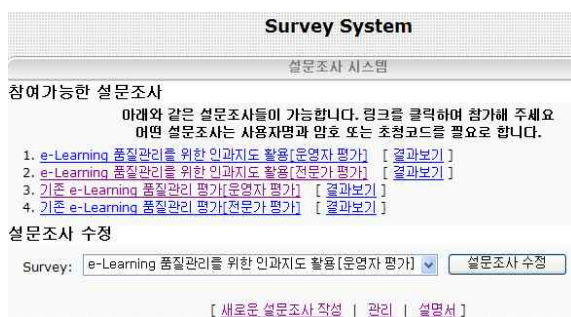 Survey System
설문조사 시스템
참여가능한 설문조사
아래와 같은 설문조사들이 가능합니다. 링크를 클릭하여 참가해 주세요
어떤 설문조사는 사용자명과 암호 또는 초청코드를 필요로 합니다.
1. e-Learning 품질관리를 위한 인과지도 활용[운영자 평가] [ 결과보기 ]
2. e-Learning 품질관리를 위한 인과지도 활용[전문가 평가] [ 결과보기 ]
3. 기존 e-Learning 품질관리 평가[운영자 평가] [ 결과보기 ]
4. 기존 e-Learning 품질관리 평가[전문가 평가] [ 결과보기 ]
설문조사 수정
Survey: e-Learning 품질관리를 위한 인과지도 활용[운영자 평가] 설문조사 수정
[ 새로운 설문조사 작성 | 관리 | 설명서 ]